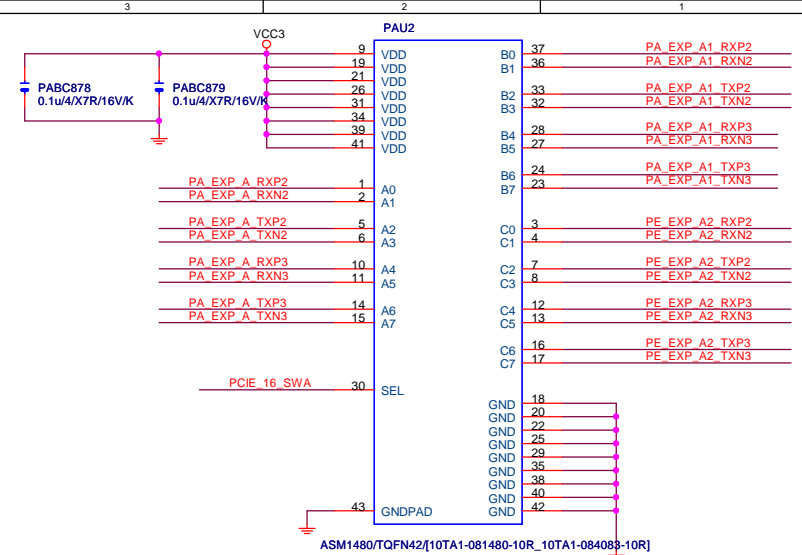 3 2 1
PAU2
VCC3
PABC878
0.1u/4/X7R/16V/K
PABC879
0.1u/4/X7R/16V/K
9 VDD
19 VDD
21 VDD
26 VDD
31 VDD
34 VDD
39 VDD
41 VDD
PA_EXP_A_RXP2 1 A0
PA_EXP_A_RXN2 2 A1
PA_EXP_A_TXP2 5 A2
PA_EXP_A_TXN2 6 A3
PA_EXP_A_RXP3 10 A4
PA_EXP_A_RXN3 11 A5
PA_EXP_A_TXP3 14 A6
PA_EXP_A_TXN3 15 A7
PCIE_16_SWA 30 SEL
43 GNDPAD
B0 37 PA_EXP_A1_RXP2
B1 36 PA_EXP_A1_RXN2
B2 33 PA_EXP_A1_TXP2
B3 32 PA_EXP_A1_TXN2
B4 28 PA_EXP_A1_RXP3
B5 27 PA_EXP_A1_RXN3
B6 24 PA_EXP_A1_TXP3
B7 23 PA_EXP_A1_TXN3
C0 3 PE_EXP_A2_RXP2
C1 4 PE_EXP_A2_RXN2
C2 7 PE_EXP_A2_TXP2
C3 8 PE_EXP_A2_TXN2
C4 12 PE_EXP_A2_RXP3
C5 13 PE_EXP_A2_RXN3
C6 16 PE_EXP_A2_TXP3
C7 17 PE_EXP_A2_TXN3
GND 18
GND 20
GND 22
GND 25
GND 29
GND 35
GND 38
GND 40
GND 42
ASM1480/TQFN42/[10TA1-081480-10R_10TA1-084083-10R]